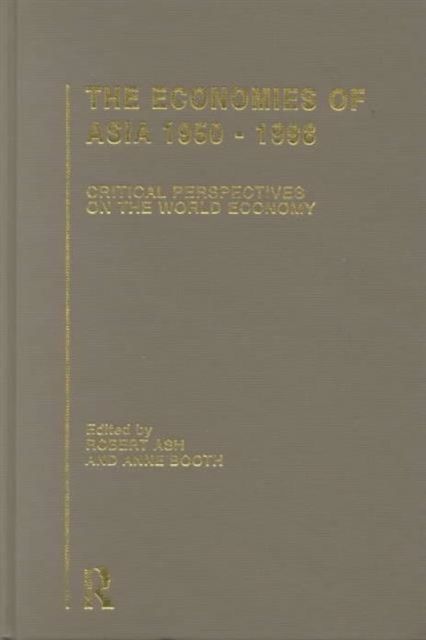 THE ECONOMIES OF
ASIA 1950 - 1998
CRITICAL PERSPECTIVES
ON THE WORLD ECONOMY
Edited by
ROBERT ASH
AND ANNE BOOTH
R